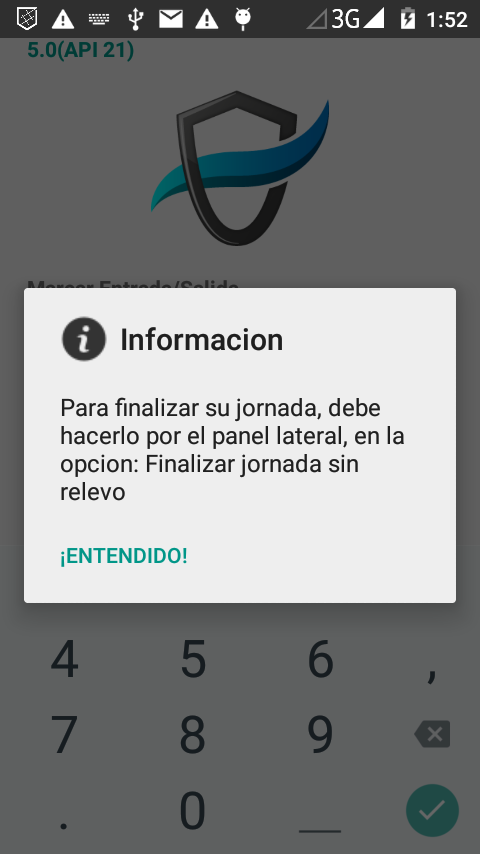 3G 1:52
5.0(API 21)
Marcar Entrada/Salida
Informacion
Para finalizar su jornada, debe
hacerlo por el panel lateral, en la
opcion: Finalizar jornada sin
relevo
¡ENTENDIDO!
4 5 6 ,
7 8 9
. 0 _